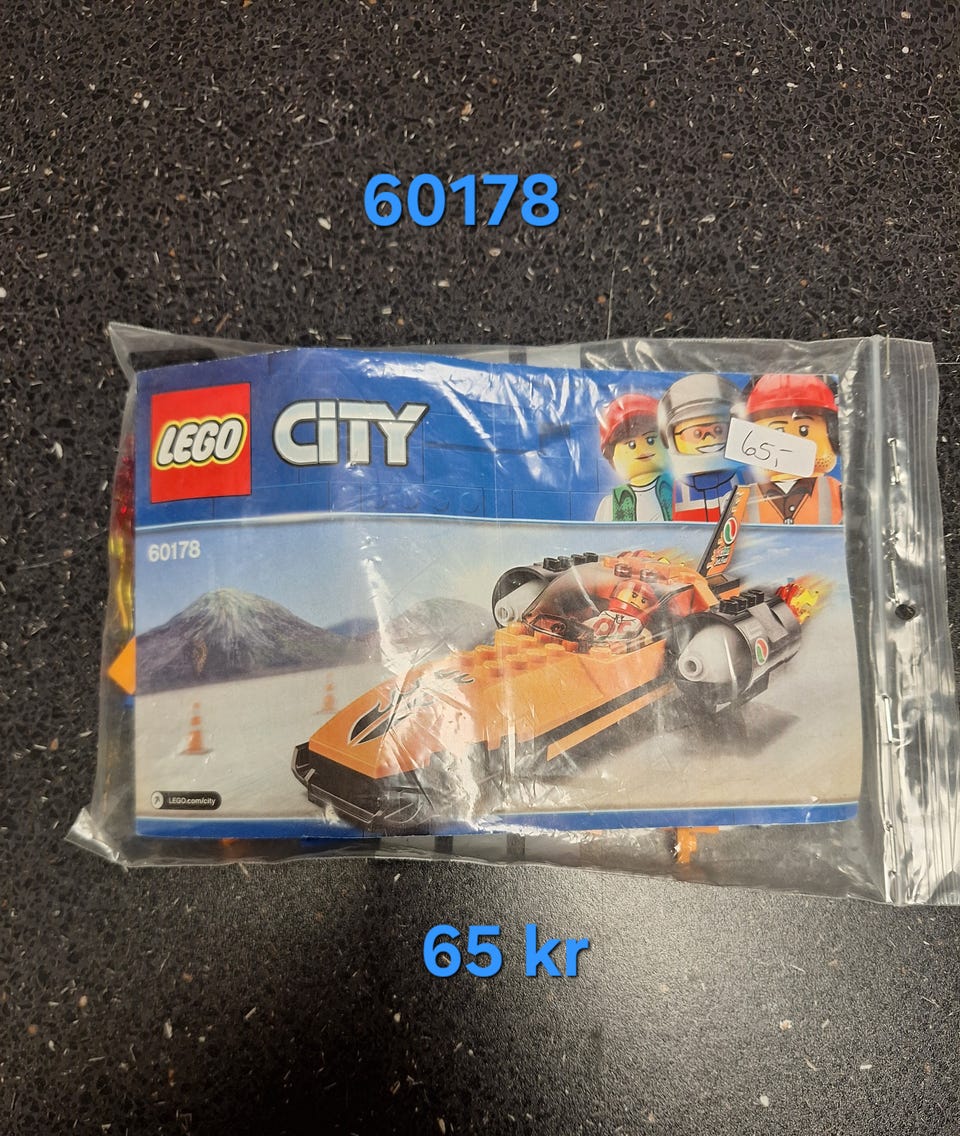 60178
LEGO
CITY
65,-
60178
LEGO.com/city
65 kr